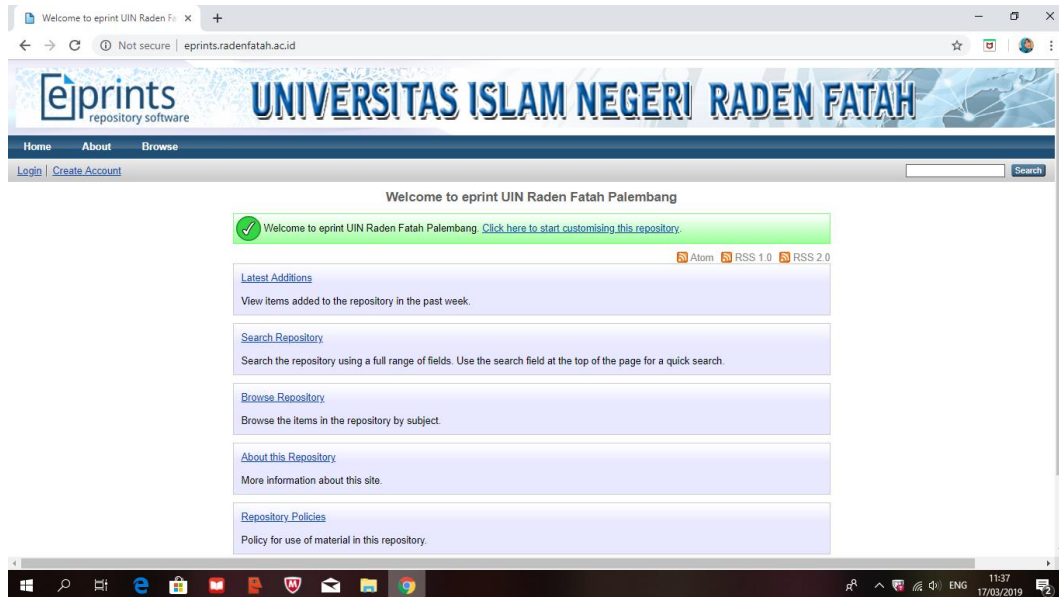 Welcome to eprint UIN Raden Fa
Not secure | eprints.radenfatah.ac.id
eprints
repository software
UNIVERSITAS ISLAM NEGERI RADEN FATAH
Home About Browse
Login | Create Account Search
Welcome to eprint UIN Raden Fatah Palembang
Welcome to eprint UIN Raden Fatah Palembang. Click here to start customising this repository.
Atom RSS 1.0 RSS 2.0
Latest Additions
View items added to the repository in the past week.
Search Repository
Search the repository using a full range of fields. Use the search field at the top of the page for a quick search.
Browse Repository
Browse the items in the repository by subject.
About this Repository
More information about this site.
Repository Policies
Policy for use of material in this repository.
ENG 11:37
17/03/2019
2